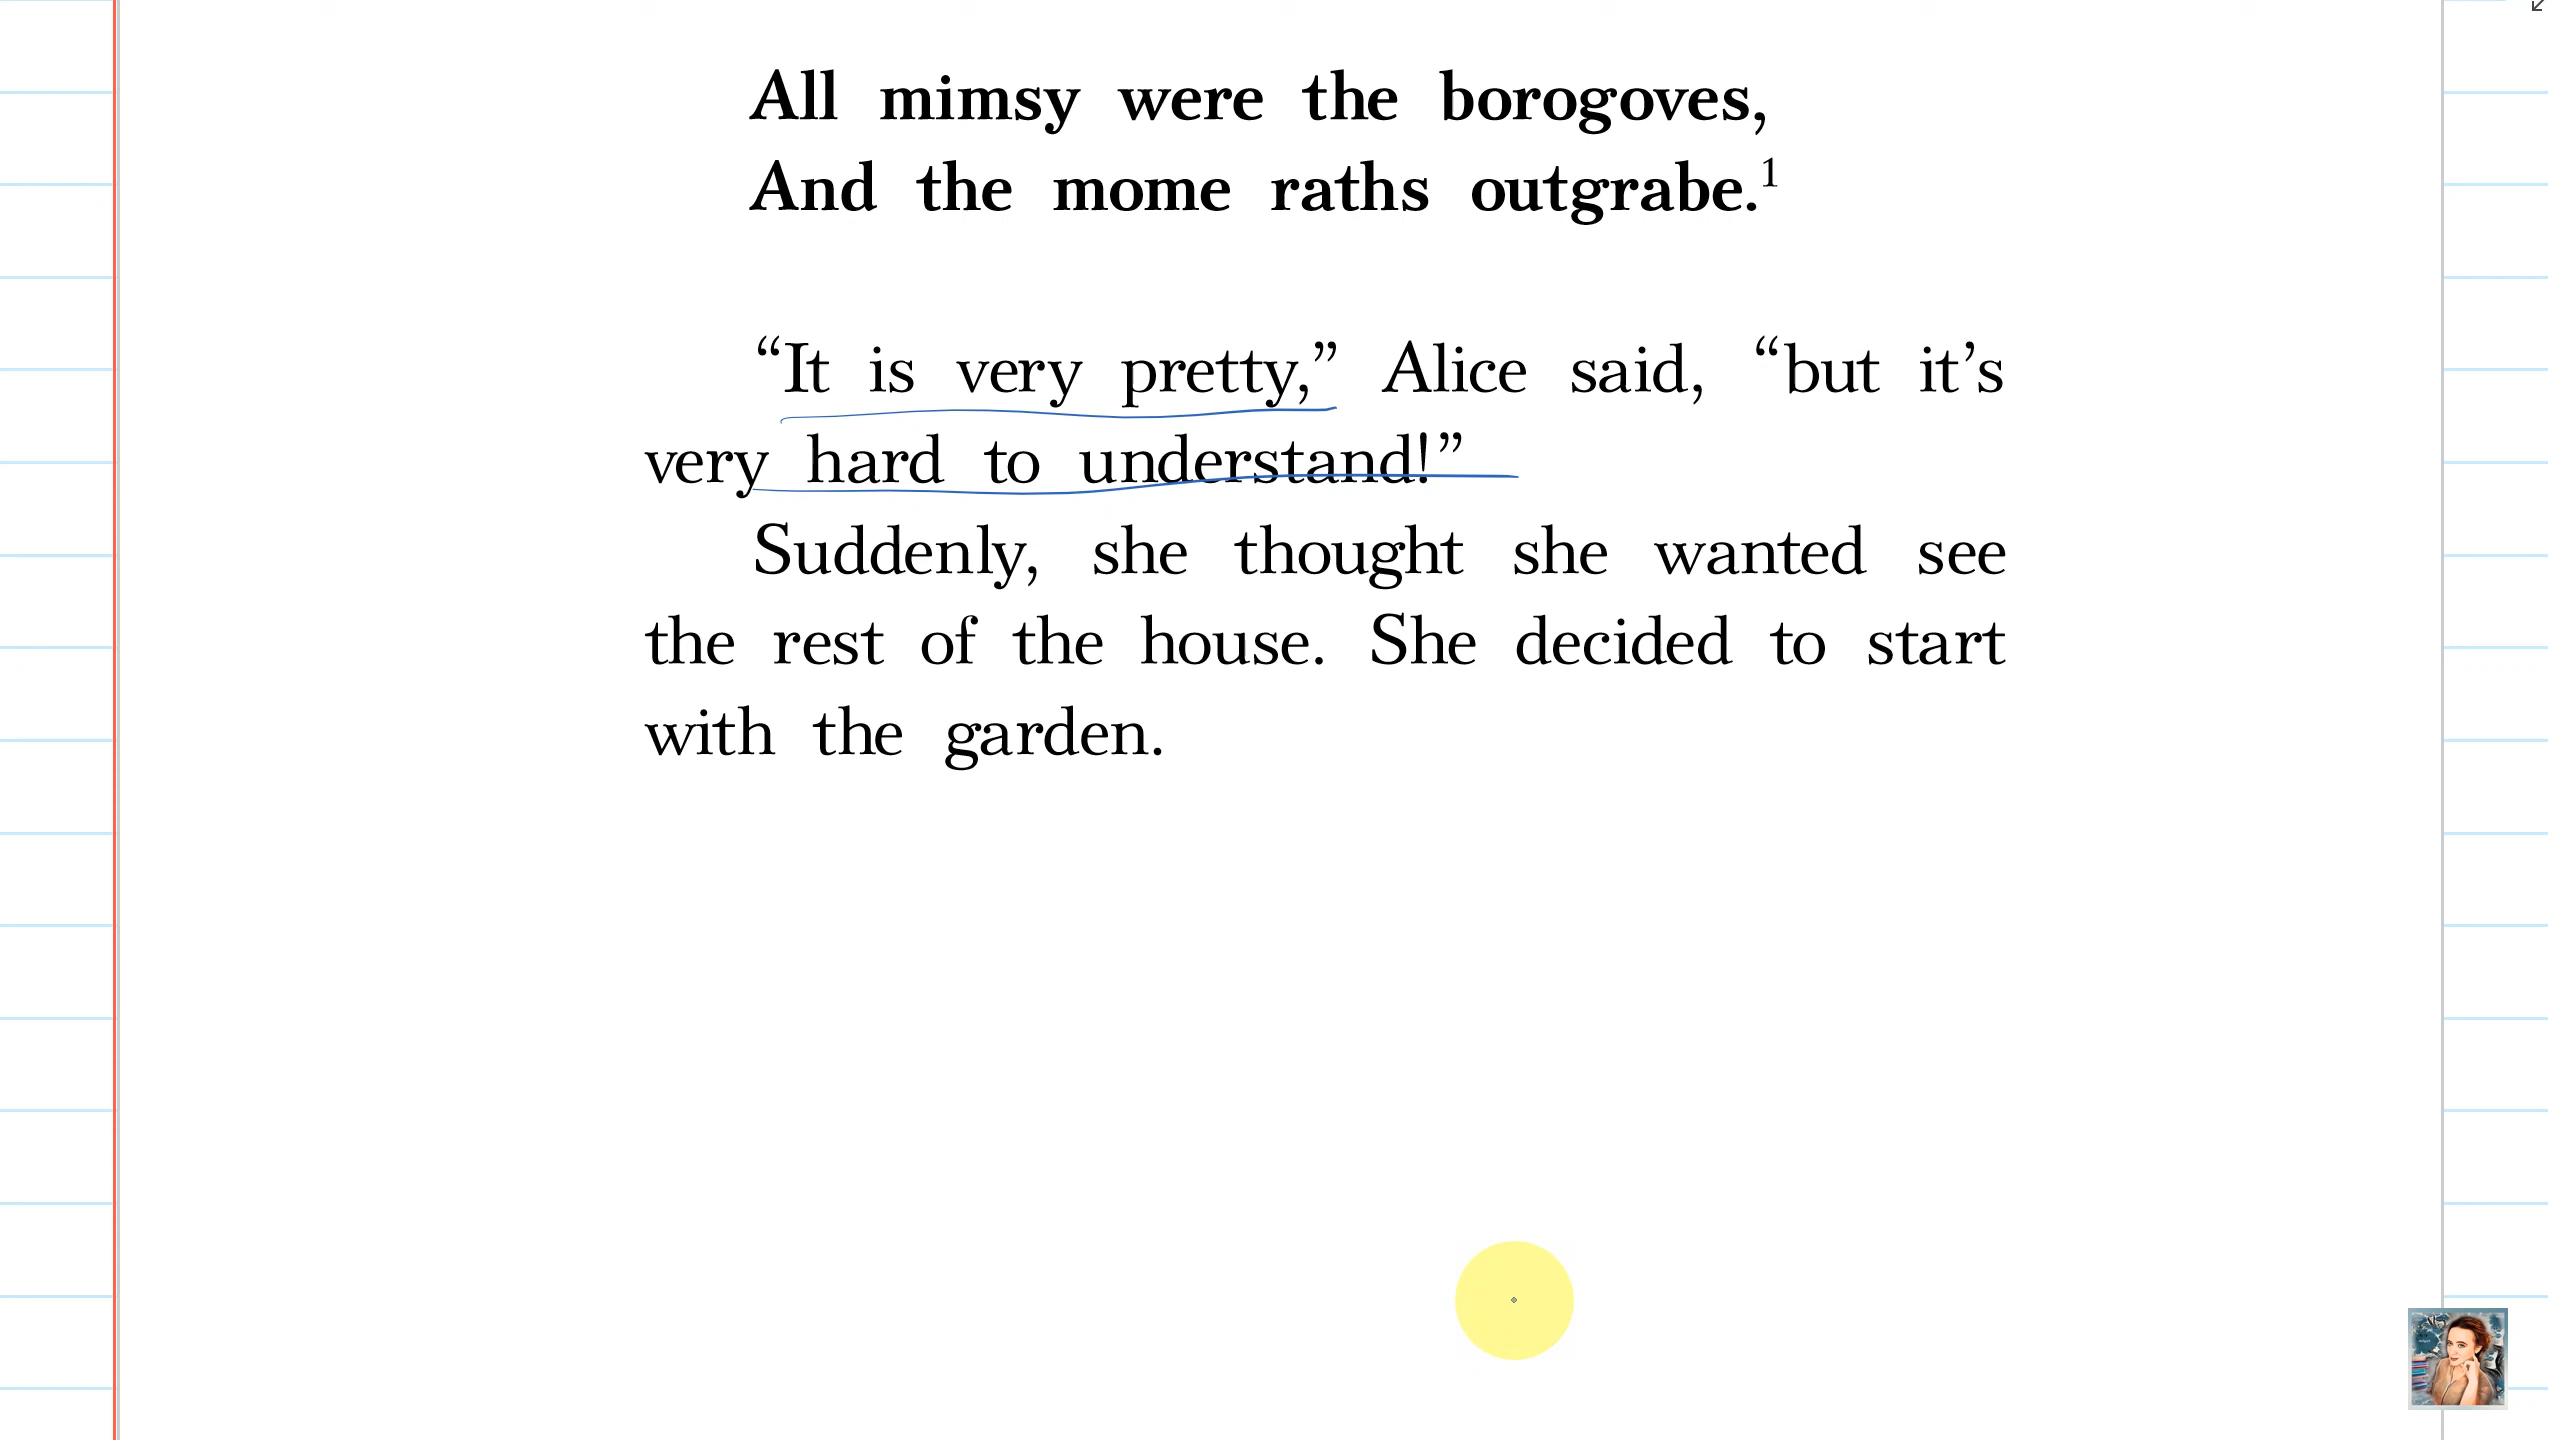 All mimsy were the borogoves,
And the mome raths outgrabe.¹
“It is very pretty,” Alice said, “but it’s
very hard to understand!”
Suddenly, she thought she wanted see
the rest of the house. She decided to start
with the garden.